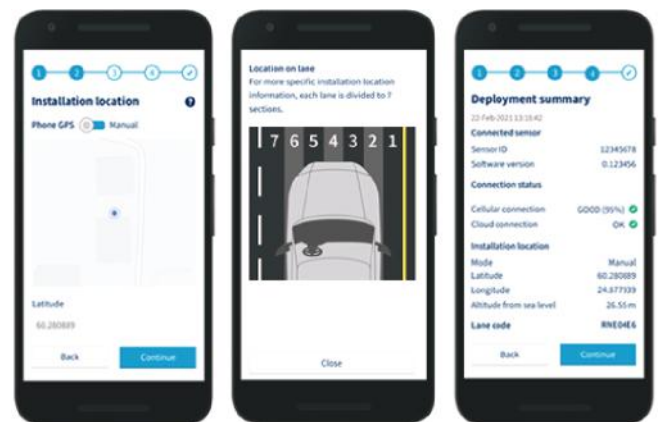 1 2 3 4
Installation location ?
Phone GPS Manual
Latitude
60.280889
Back Continue
Location on lane
For more specific installation location
information, each lane is divided to 7
sections.
7 6 5 4 3 2 1
Close
1 2 3 4
Deployment summary
22-Feb-2021 13:18:42
Connected sensor
Sensor ID 12345678
Software version 0.123456
Connection status
Cellular connection GOOD (95%)
Cloud connection OK
Installation location
Mode Manual
Latitude 60.280889
Longitude 24.877939
Altitude from sea level 26.55 m
Lane code RNE04E6
Back Continue